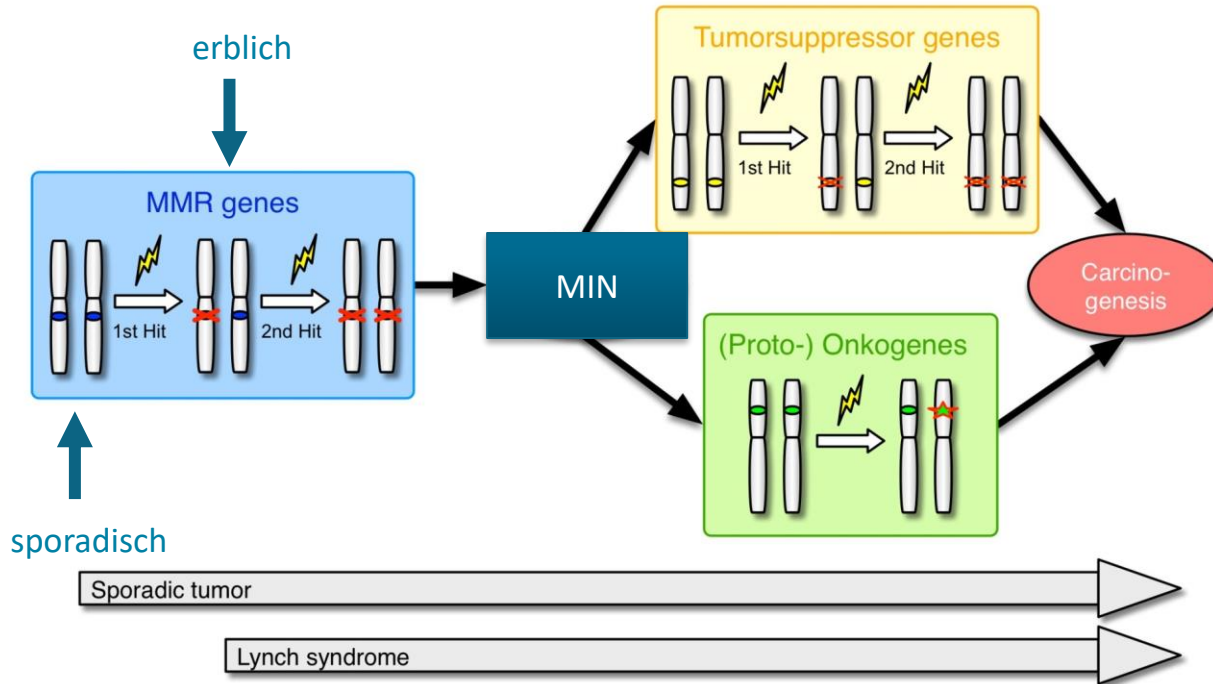 erblich
MMR genes
1st Hit
2nd Hit
sporadisch
MIN
Tumorsuppressor genes
1st Hit
2nd Hit
(Proto-) Onkogenes
Carcino-
genesis
Sporadic tumor
Lynch syndrome